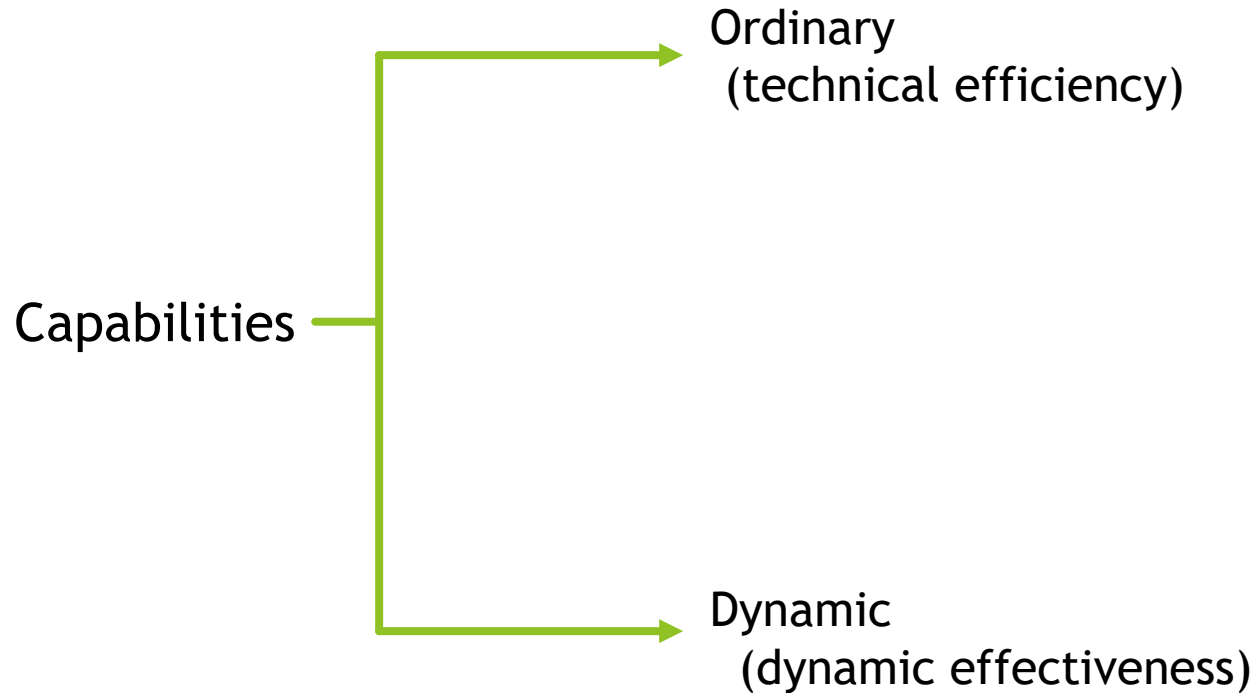 Ordinary
(technical efficiency)
Capabilities
Dynamic
(dynamic effectiveness)